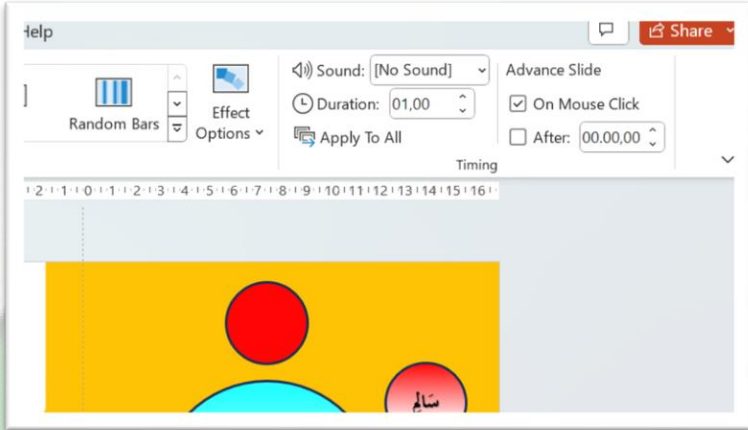 Help
Share
Sound: [No Sound] Advance Slide
Random Bars Effect Options Duration: 01,00 On Mouse Click
Apply To All After: 00.00,00
Timing
2 1 0 1 2 3 4 5 6 7 8 9 10 11 12 13 14 15 16
سَالِم